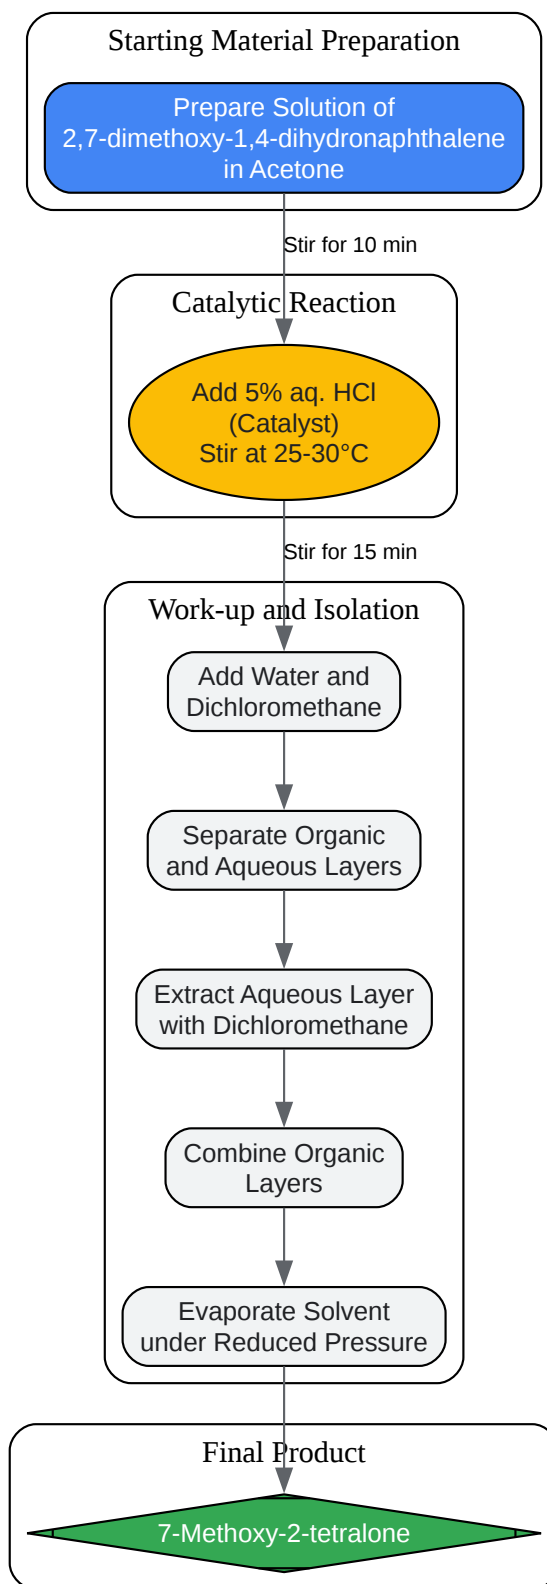 Starting Material Preparation
Prepare Solution of
2,7-dimethoxy-1,4-dihydronaphthalene
in Acetone
Stir for 10 min
Catalytic Reaction
Add 5% aq. HCl
(Catalyst)
Stir at 25-30°C
Stir for 15 min
Work-up and Isolation
Add Water and
Dichloromethane
Separate Organic
and Aqueous Layers
Extract Aqueous Layer
with Dichloromethane
Combine Organic
Layers
Evaporate Solvent
under Reduced Pressure
Final Product
7-Methoxy-2-tetralone